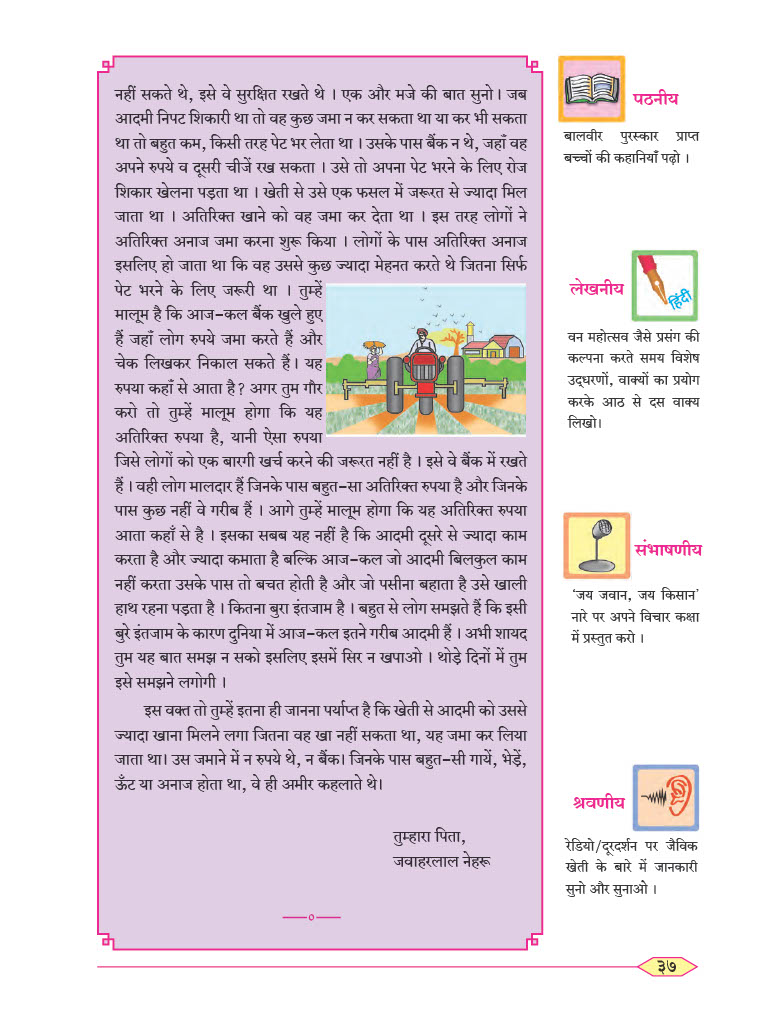 नहीं सकते थे, इसे वे सुरक्षित रखते थे । एक और मजे की बात सुनो । जब
आदमी निपट शिकारी था तो वह कुछ जमा न कर सकता था या कर भी सकता
था तो बहुत कम, किसी तरह पेट भर लेता था । उसके पास बैंक न थे, जहाँ वह
अपने रुपये व दूसरी चीजें रख सकता । उसे तो अपना पेट भरने के लिए रोज
शिकार खेलना पड़ता था । खेती से उसे एक फसल में जरूरत से ज्यादा मिल
जाता था । अतिरिक्त खाने को वह जमा कर देता था । इस तरह लोगों ने
अतिरिक्त अनाज जमा करना शुरू किया । लोगों के पास अतिरिक्त अनाज
इसलिए हो जाता था कि वह उससे कुछ ज्यादा मेहनत करते थे जितना सिर्फ
पेट भरने के लिए जरूरी था । तुम्हें
मालूम है कि आज-कल बैंक खुले हुए
हैं जहाँ लोग रुपये जमा करते हैं और
चेक लिखकर निकाल सकते हैं। यह
रुपया कहाँ से आता है? अगर तुम गौर
करो तो तुम्हें मालूम होगा कि यह
अतिरिक्त रुपया है, यानी ऐसा रुपया
जिसे लोगों को एक बारगी खर्च करने की जरूरत नहीं है । इसे वे बैंक में रखते
हैं । वही लोग मालदार हैं जिनके पास बहुत-सा अतिरिक्त रुपया है और जिनके
पास कुछ नहीं वे गरीब हैं । आगे तुम्हें मालूम होगा कि यह अतिरिक्त रुपया
आता कहाँ से है । इसका सबब यह नहीं है कि आदमी दूसरे से ज्यादा काम
करता है और ज्यादा कमाता है बल्कि आज-कल जो आदमी बिलकुल काम
नहीं करता उसके पास तो बचत होती है और जो पसीना बहाता है उसे खाली
हाथ रहना पड़ता है । कितना बुरा इंतजाम है । बहुत से लोग समझते हैं कि इसी
बुरे इंतजाम के कारण दुनिया में आज-कल इतने गरीब आदमी हैं । अभी शायद
तुम यह बात समझ न सको इसलिए इसमें सिर न खपाओ । थोड़े दिनों में तुम
इसे समझने लगोगी ।
इस वक्त तो तुम्हें इतना ही जानना पर्याप्त है कि खेती से आदमी को उससे
ज्यादा खाना मिलने लगा जितना वह खा नहीं सकता था, यह जमा कर लिया
जाता था। उस जमाने में न रुपये थे, न बैंक। जिनके पास बहुत-सी गायें, भेड़ें,
ऊँट या अनाज होता था, वे ही अमीर कहलाते थे।
तुम्हारा पिता,
जवाहरलाल नेहरू
——०——
पठनीय
बालवीर पुरस्कार प्राप्त
बच्चों की कहानियाँ पढ़ो ।
लेखनीय
हिंदी
वन महोत्सव जैसे प्रसंग की
कल्पना करते समय विशेष
उद्धरणों, वाक्यों का प्रयोग
करके आठ से दस वाक्य
लिखो।
संभाषणीय
‘जय जवान, जय किसान’
नारे पर अपने विचार कक्षा
में प्रस्तुत करो ।
श्रवणीय
रेडियो/दूरदर्शन पर जैविक
खेती के बारे में जानकारी
सुनो और सुनाओ ।
३७